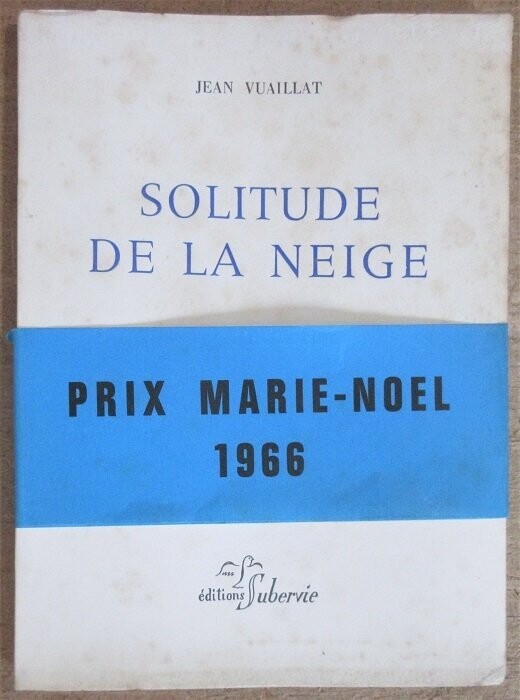 JEAN VUAILLAT
SOLITUDE
DE LA NEIGE
PRIX MARIE-NOEL
1966
éditions Subervie